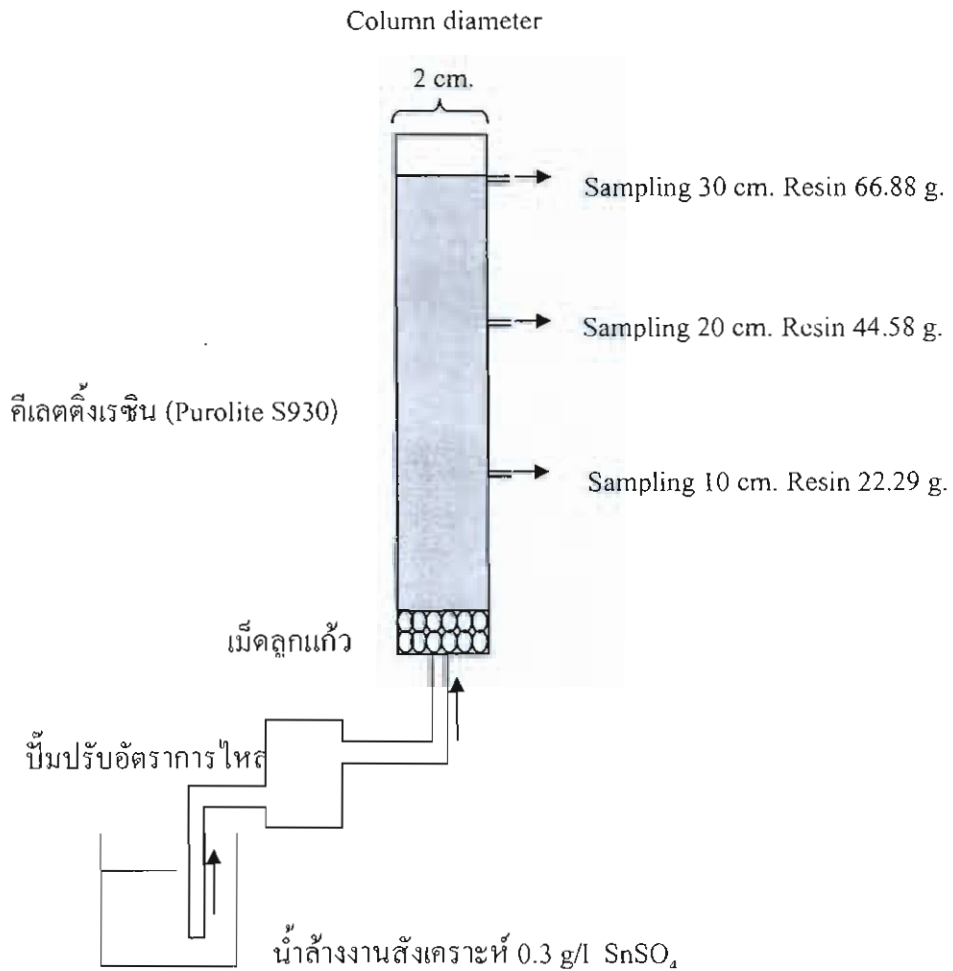 Column diameter
2 cm.
Sampling 30 cm. Resin 66.88 g.
Sampling 20 cm. Resin 44.58 g.
คีเลตติ้งเรซิน (Purolite S930)
Sampling 10 cm. Resin 22.29 g.
เม็ดลูกแก้ว
ปั๊มปรับอัตราการไหล
น้ำล้างงานสังเคราะห์ 0.3 g/l SnSO₄